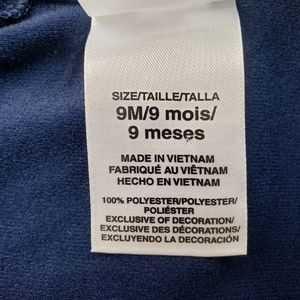 SIZE/TAILLE/TALLA
9M/9 mois/
9 meses
MADE IN VIETNAM
FABRIQUÉ AU VIÊTNAM
HECHO EN VIETNAM
100% POLYESTER/POLYESTER/
POLIÉSTER
EXCLUSIVE OF DECORATION/
EXCLUSIVE DES DÉCORATIONS/
EXCLUYENDO LA DECORACIÓN